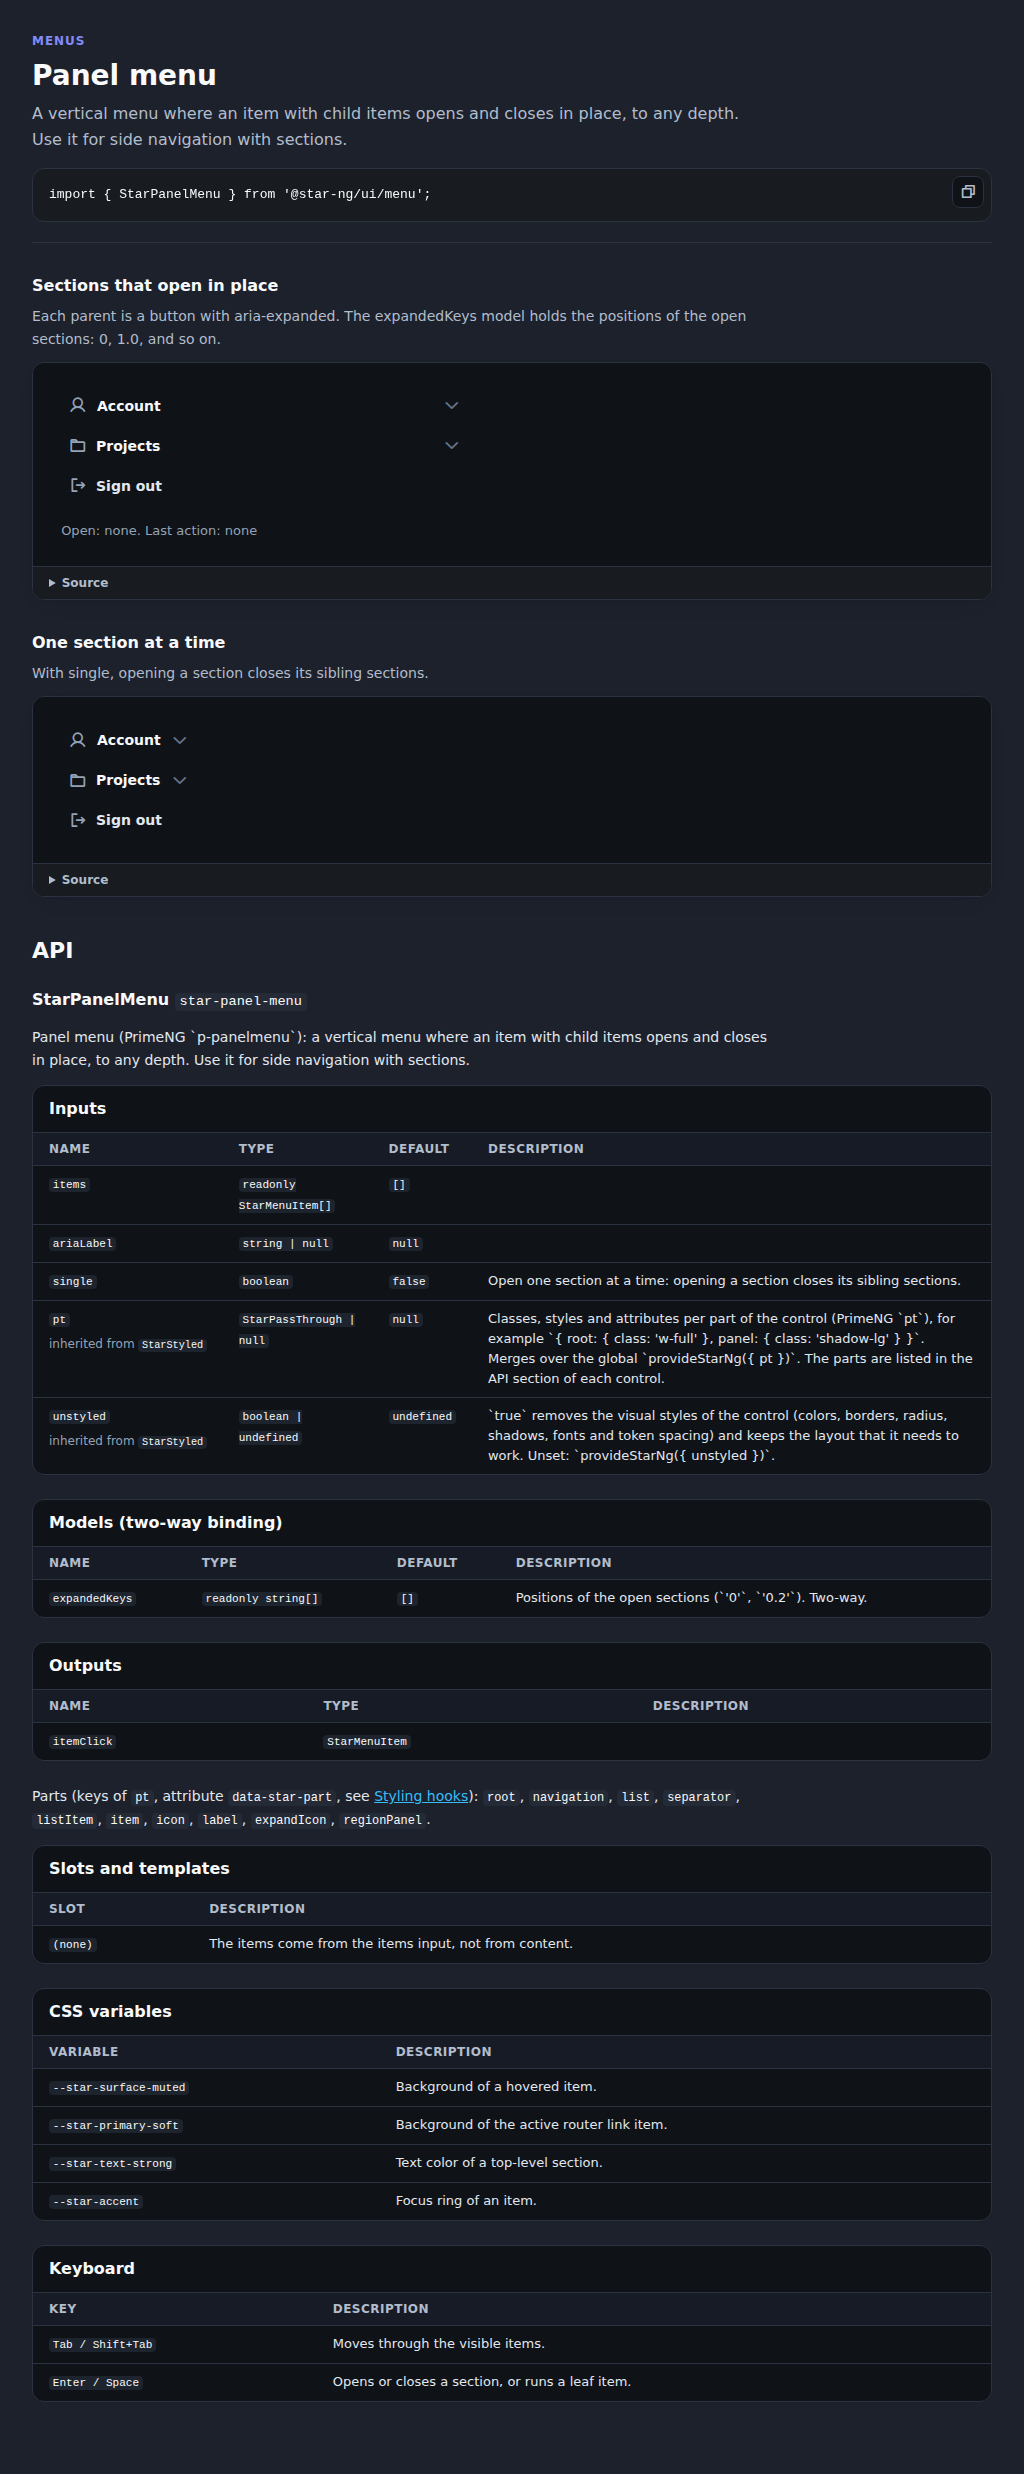 MENUS
Panel menu
A vertical menu where an item with child items opens and closes in place, to any depth.
Use it for side navigation with sections.
import { StarPanelMenu } from '@star-ng/ui/menu';
Sections that open in place
Each parent is a button with aria-expanded. The expandedKeys model holds the positions of the open
sections: 0, 1.0, and so on.
Account
Projects
Sign out
Open: none. Last action: none
Source
One section at a time
With single, opening a section closes its sibling sections.
Account
Projects
Sign out
Source
API
StarPanelMenu star-panel-menu
Panel menu (PrimeNG `p-panelmenu`): a vertical menu where an item with child items opens and closes
in place, to any depth. Use it for side navigation with sections.
Inputs
NAME TYPE DEFAULT DESCRIPTION
items readonly []
StarMenuItem[]
ariaLabel string | null null
single boolean false Open one section at a time: opening a section closes its sibling sections.
pt StarPassThrough | null Classes, styles and attributes per part of the control (PrimeNG `pt`), for
inherited from StarStyled null example `{ root: { class: 'w-full' }, panel: { class: 'shadow-lg' } }`.
Merges over the global `provideStarNg({ pt })`. The parts are listed in the
API section of each control.
unstyled boolean | undefined `true` removes the visual styles of the control (colors, borders, radius,
inherited from StarStyled undefined shadows, fonts and token spacing) and keeps the layout that it needs to
work. Unset: `provideStarNg({ unstyled })`.
Models (two-way binding)
NAME TYPE DEFAULT DESCRIPTION
expandedKeys readonly string[] [] Positions of the open sections (`'0'`, `'0.2'`). Two-way.
Outputs
NAME TYPE DESCRIPTION
itemClick StarMenuItem
Parts (keys of pt, attribute data-star-part, see Styling hooks): root, navigation, list, separator,
listItem, item, icon, label, expandIcon, regionPanel.
Slots and templates
SLOT DESCRIPTION
(none) The items come from the items input, not from content.
CSS variables
VARIABLE DESCRIPTION
--star-surface-muted Background of a hovered item.
--star-primary-soft Background of the active router link item.
--star-text-strong Text color of a top-level section.
--star-accent Focus ring of an item.
Keyboard
KEY DESCRIPTION
Tab / Shift+Tab Moves through the visible items.
Enter / Space Opens or closes a section, or runs a leaf item.